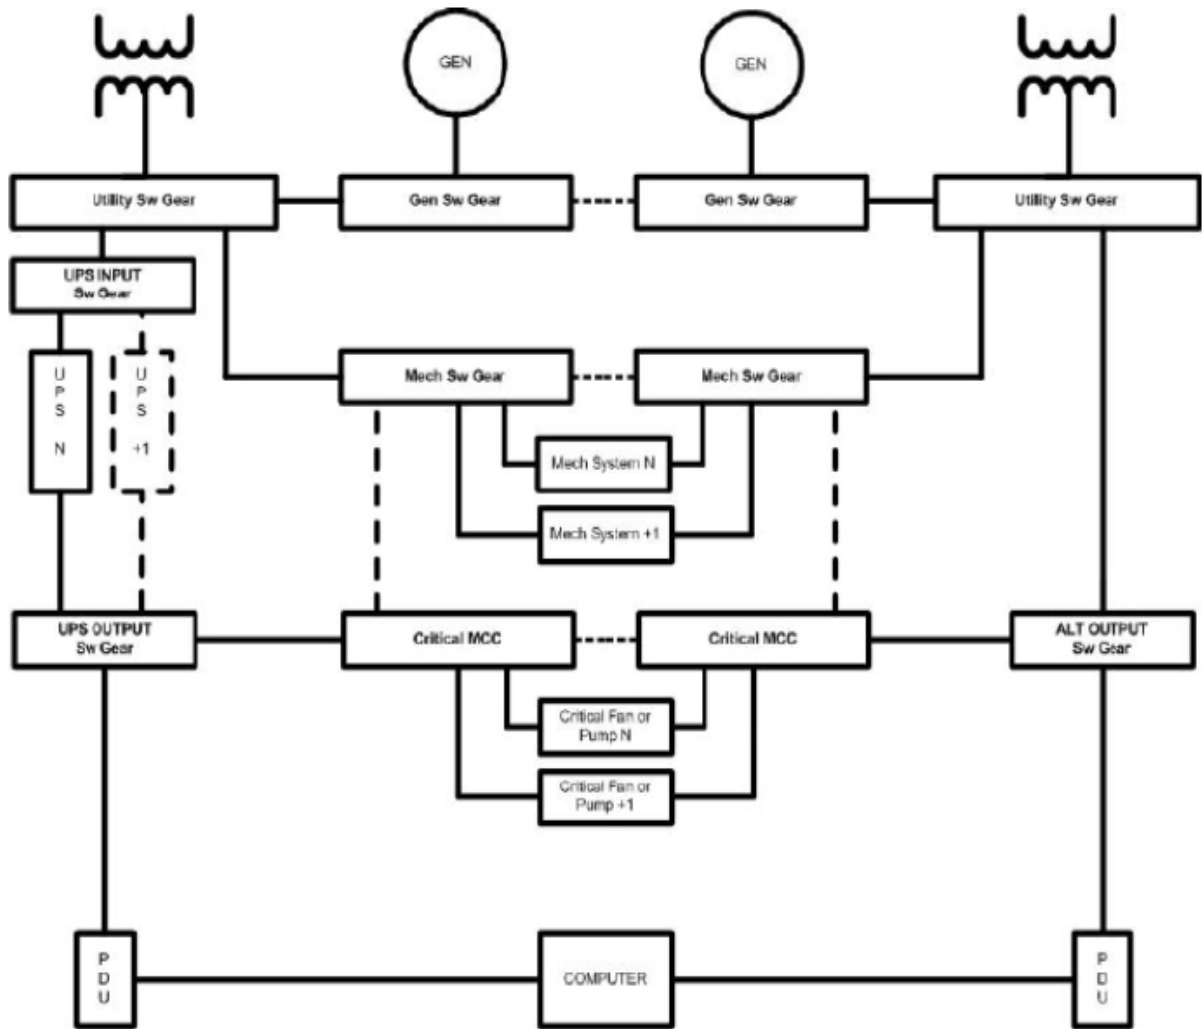 GEN
GEN
Utility Sw Gear
Gen Sw Gear
Gen Sw Gear
Utility Sw Gear
UPS INPUT
Sw Gear
U
P
S
N
U
P
S
+1
Mech Sw Gear
Mech Sw Gear
Mech System N
Mech System +1
UPS OUTPUT
Sw Gear
Critical MCC
Critical MCC
ALT OUTPUT
Sw Gear
Critical Fan or
Pump N
Critical Fan or
Pump +1
P
D
U
COMPUTER
P
D
U